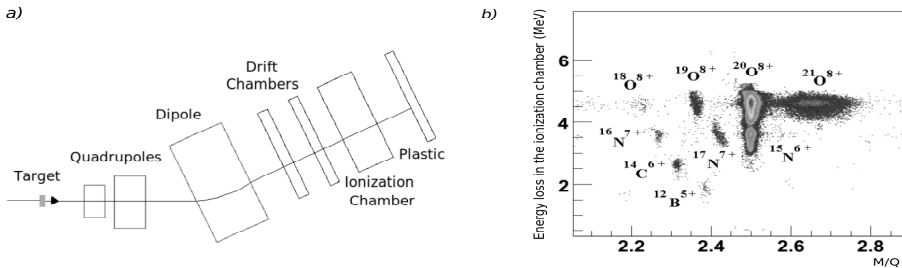 a)
Target
Quadrupoles
Dipole
Drift
Chambers
Ionization
Chamber
Plastic
b)
Energy loss in the ionization chamber (MeV)
6
4
2
18O8+
19O8+
20O8+
21O8+
16N7+
17N7+
15N6+
14C6+
12B5+
2.2
2.4
2.6
2.8
M/Q